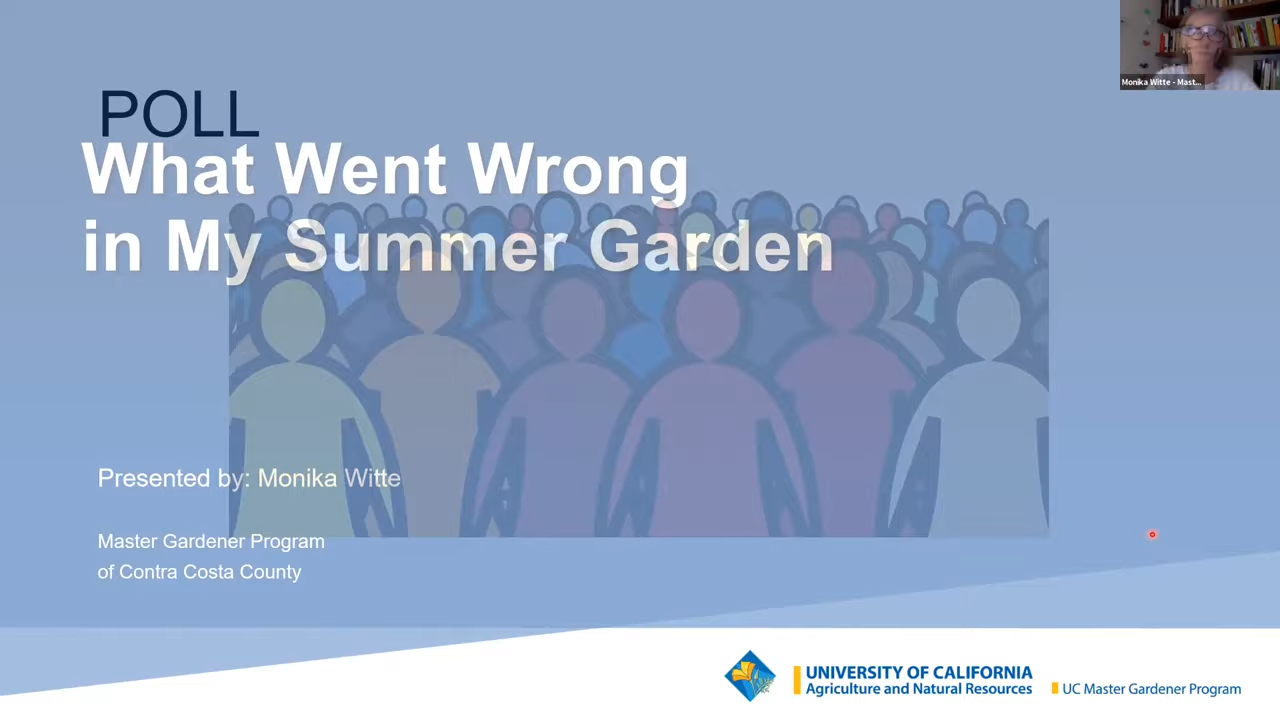 Monika Witte - Mast...
POLL
What Went Wrong
in My Summer Garden
Presented by: Monika Witte
Master Gardener Program
of Contra Costa County
UNIVERSITY OF CALIFORNIA
Agriculture and Natural Resources
UC Master Gardener Program